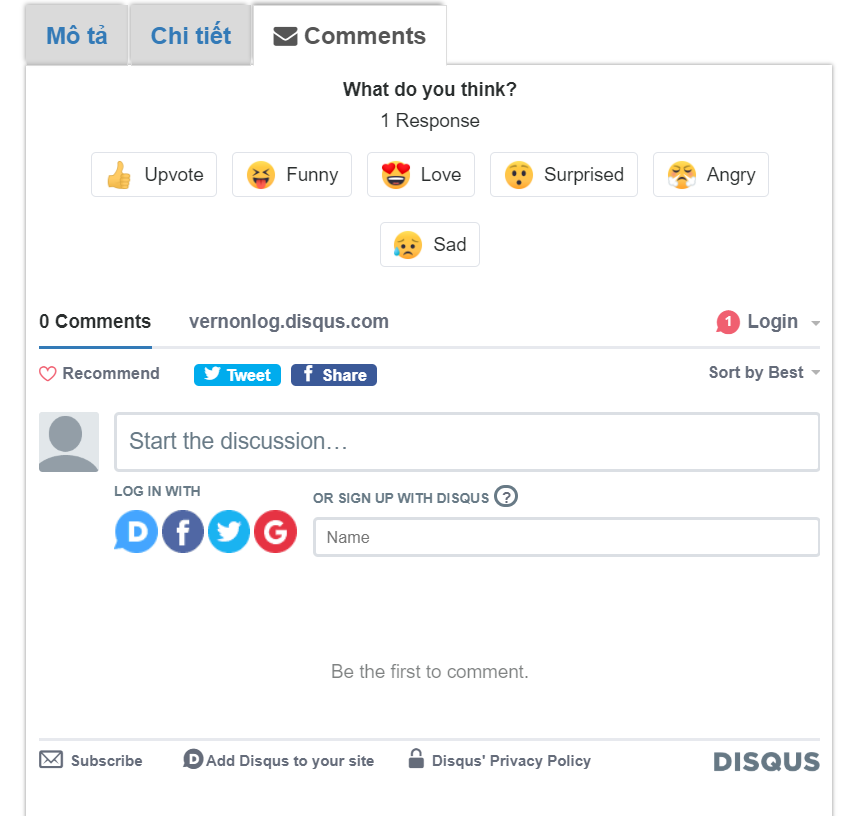 Mô tả
Chi tiết
Comments
What do you think?
1 Response
Upvote
Funny
Love
Surprised
Angry
Sad
0 Comments
vernonlog.disqus.com
1
Login
Recommend
Tweet
Share
Sort by Best
Start the discussion…
LOG IN WITH
OR SIGN UP WITH DISQUS ?
D
f
G
Name
Be the first to comment.
Subscribe
D Add Disqus to your site
Disqus' Privacy Policy
DISQUS